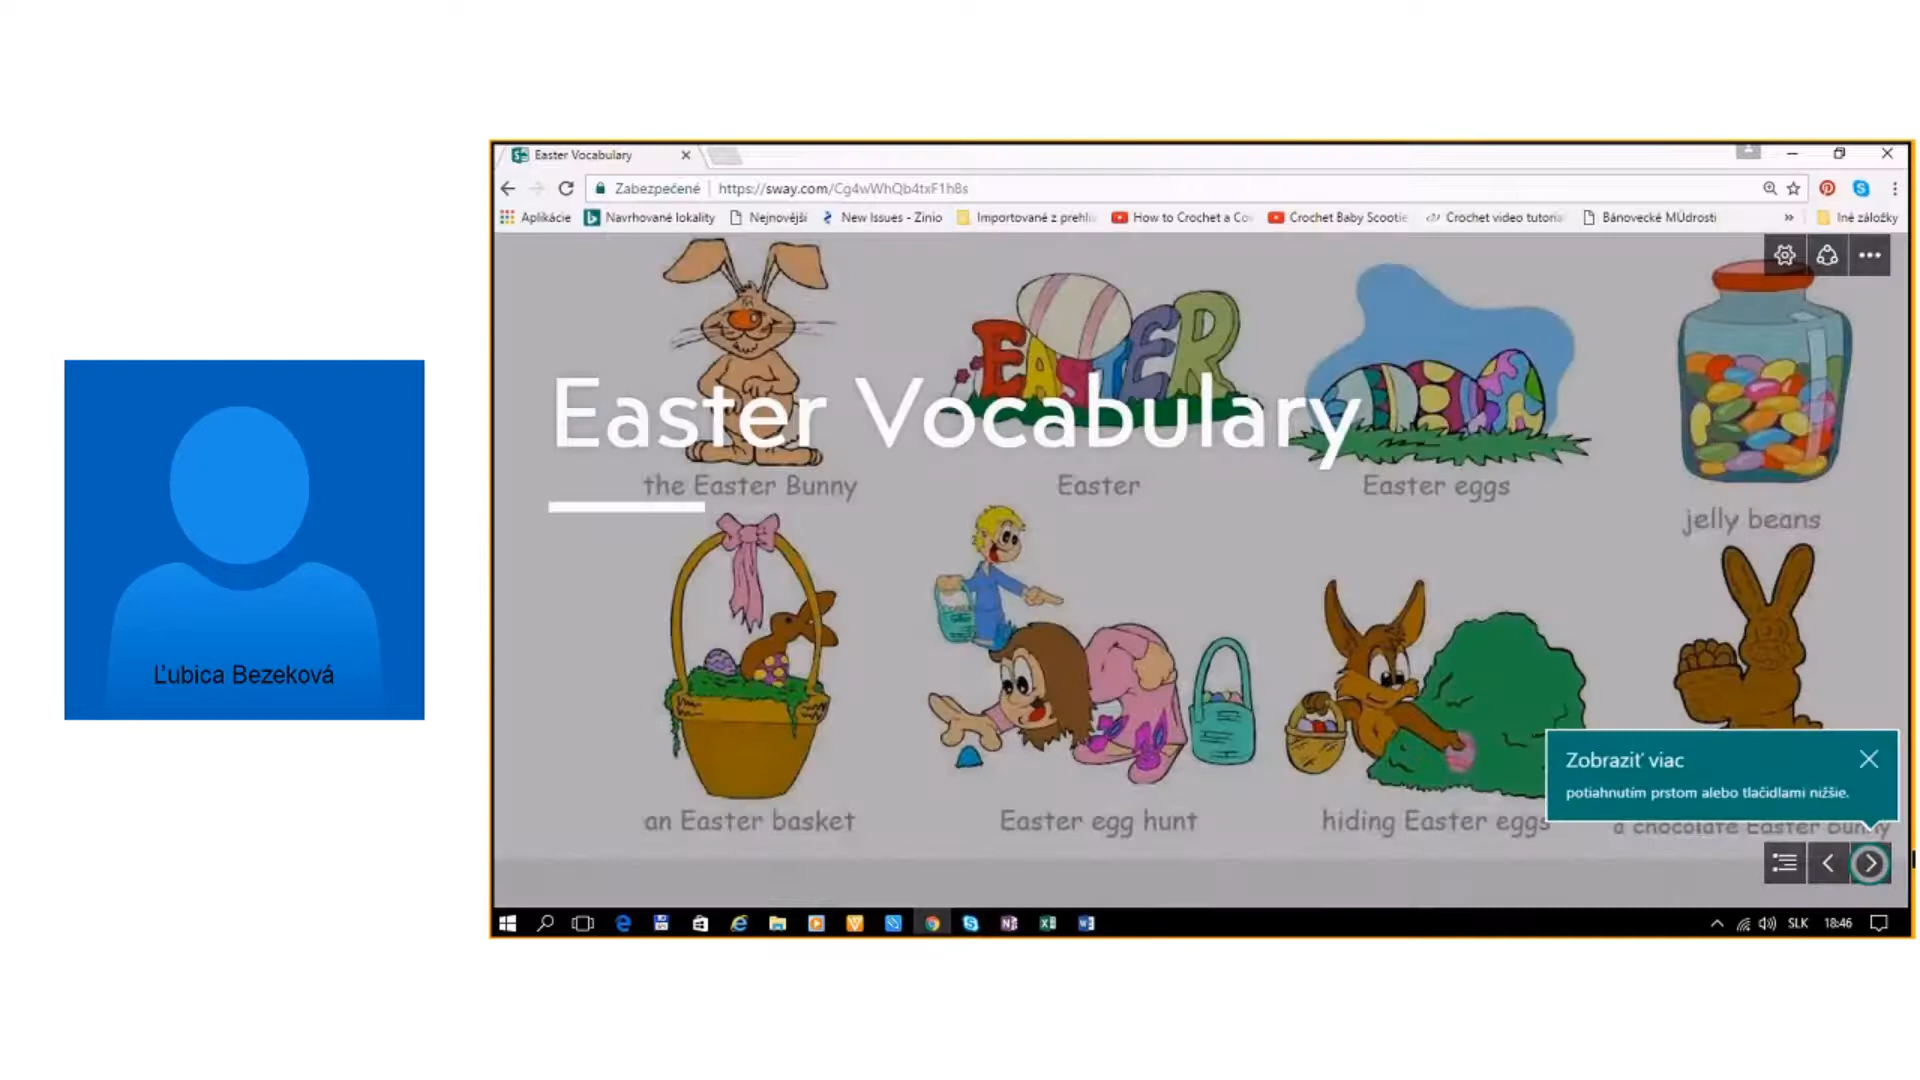 Easter Vocabulary
Zabezpečené
https://sway.com/Cg4wWhQb4txF1h8s
Aplikácie
Navrhované lokality
Nejnovější
New Issues - Zinio
Importované z prehli
How to Crochet a Co
Crochet Baby Scootie
Crochet video tutoria
Bánovecké MÚdrosti
»
Iné záložky
EASTER
Easter Vocabulary
the Easter Bunny
Easter
Easter eggs
jelly beans
Ľubica Bezeková
Zobraziť viac
potiahnutím prstom alebo tlačidlami nižšie.
an Easter basket
Easter egg hunt
hiding Easter eggs
a chocolate Easter Bunny
SLK
18:46